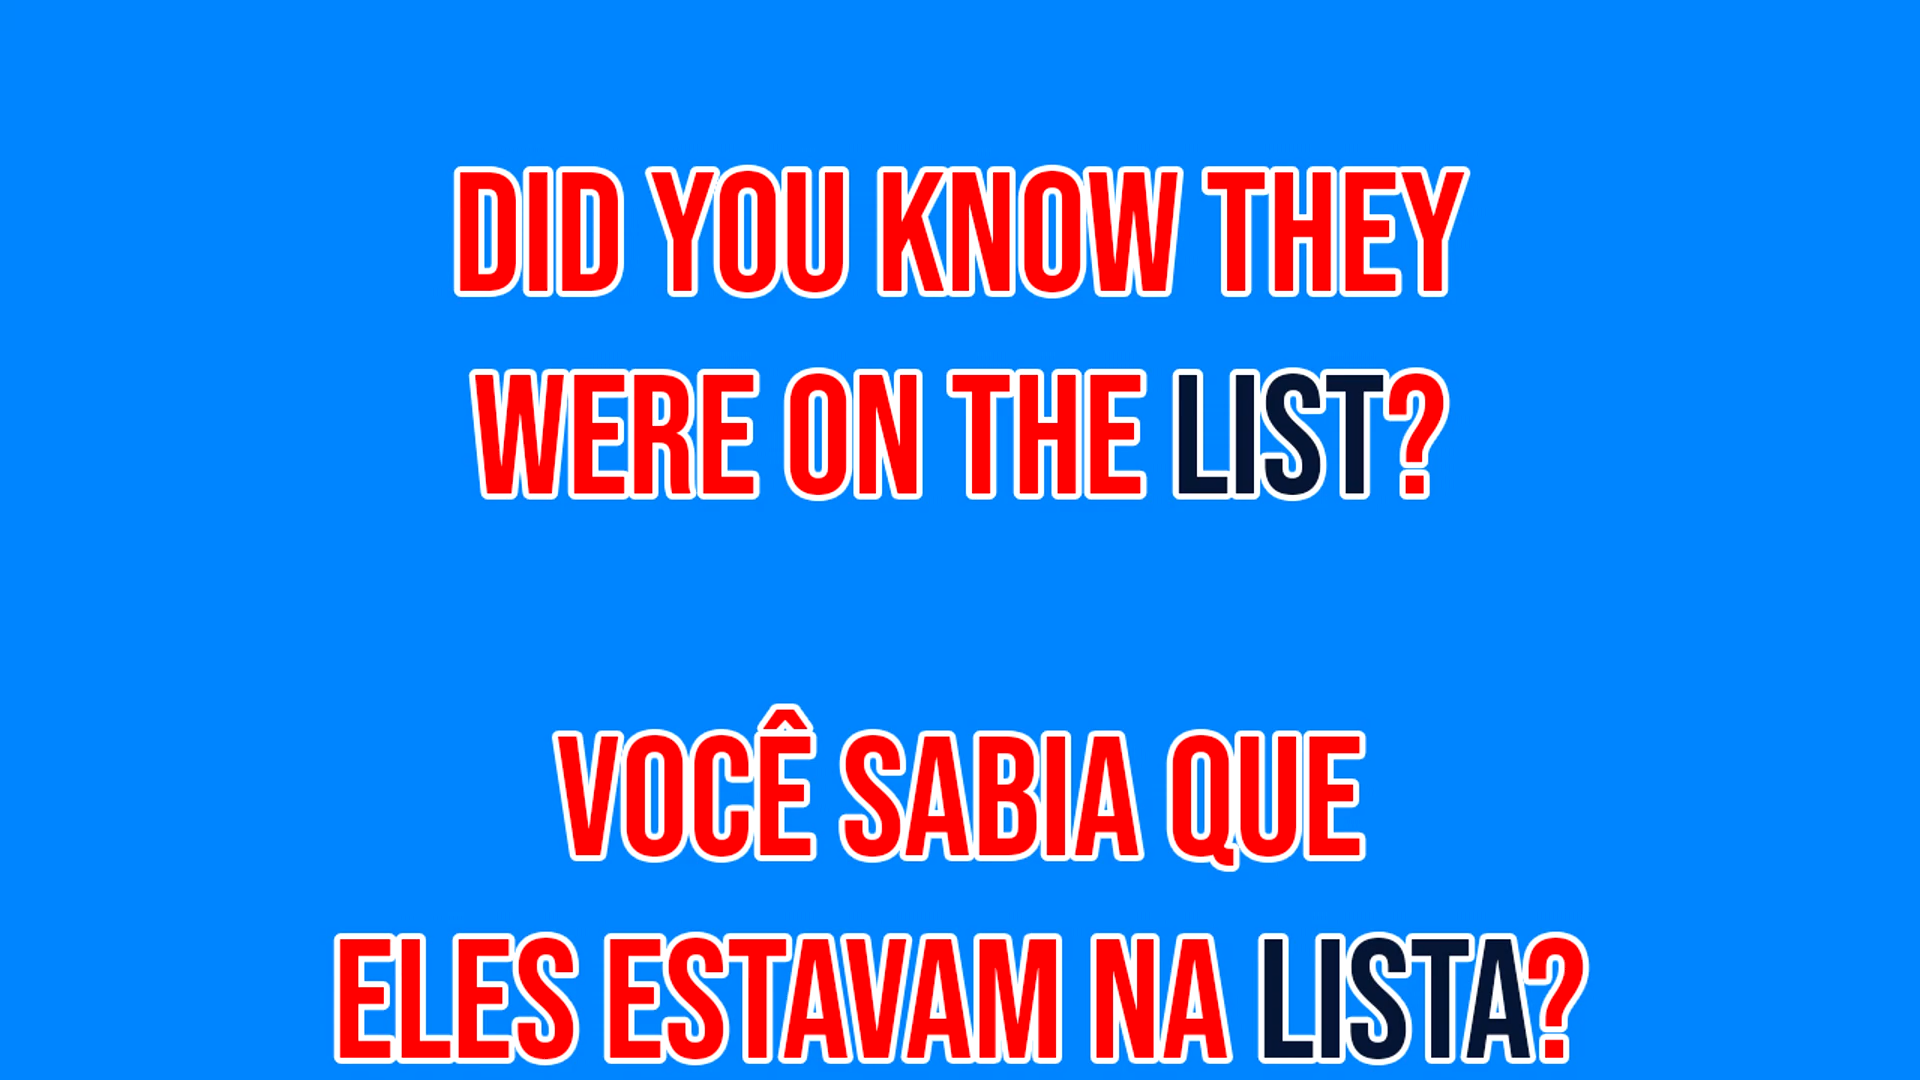 DID YOU KNOW THEY
WERE ON THE LIST?
VOCÊ SABIA QUE
ELES ESTAVAM NA LISTA?